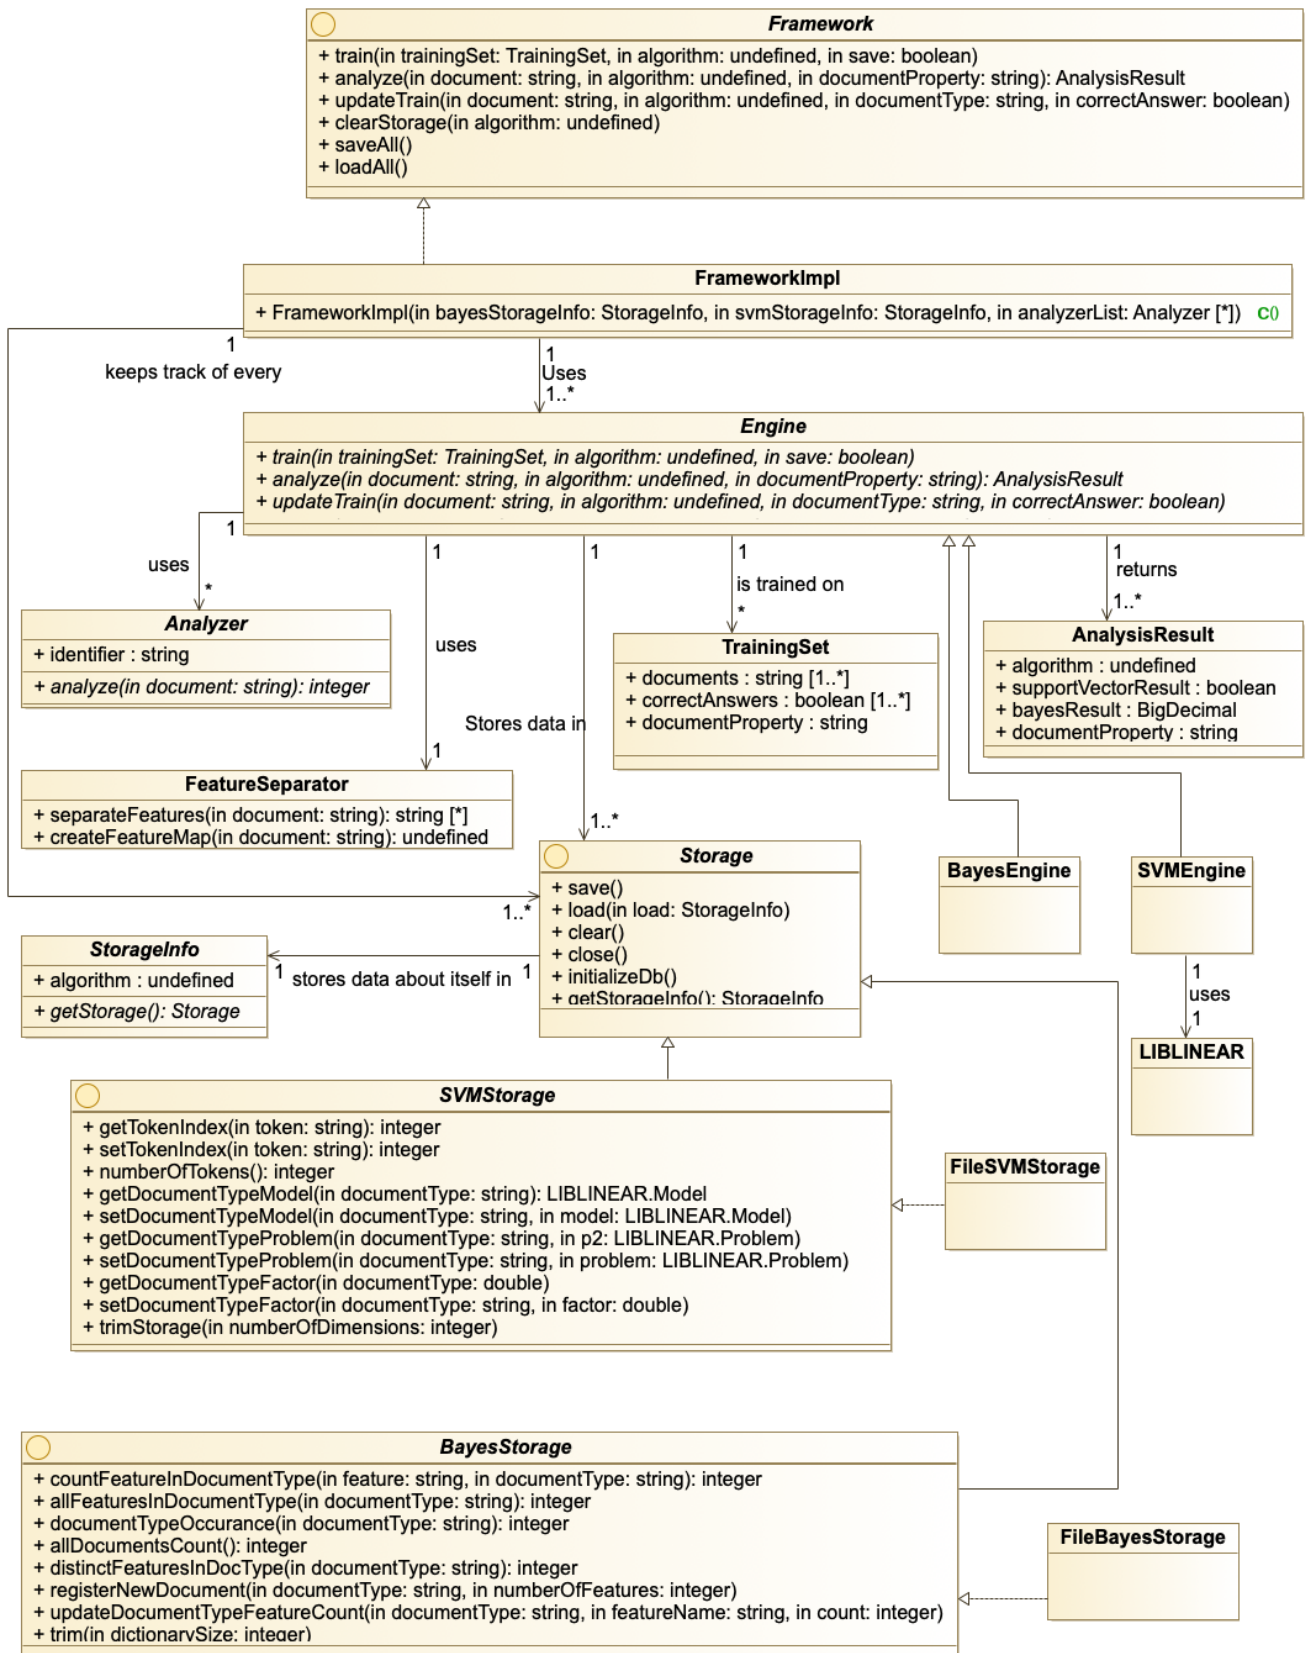 Framework
+ train(in trainingSet: TrainingSet, in algorithm: undefined, in save: boolean)
+ analyze(in document: string, in algorithm: undefined, in documentProperty: string): AnalysisResult
+ updateTrain(in document: string, in algorithm: undefined, in documentType: string, in correctAnswer: boolean)
+ clearStorage(in algorithm: undefined)
+ saveAll()
+ loadAll()
FrameworkImpl
+ FrameworkImpl(in bayesStorageInfo: StorageInfo, in svmStorageInfo: StorageInfo, in analyzerList: Analyzer [*]) C()
1
keeps track of every
1
Uses
1..*
Engine
+ train(in trainingSet: TrainingSet, in algorithm: undefined, in save: boolean)
+ analyze(in document: string, in algorithm: undefined, in documentProperty: string): AnalysisResult
+ updateTrain(in document: string, in algorithm: undefined, in documentType: string, in correctAnswer: boolean)
1
uses
*
1
uses
1
1
Stores data in
1..*
1
is trained on
*
1
returns
1..*
Analyzer
+ identifier : string
+ analyze(in document: string): integer
TrainingSet
+ documents : string [1..*]
+ correctAnswers : boolean [1..*]
+ documentProperty : string
AnalysisResult
+ algorithm : undefined
+ supportVectorResult : boolean
+ bayesResult : BigDecimal
+ documentProperty : string
FeatureSeparator
+ separateFeatures(in document: string): string [*]
+ createFeatureMap(in document: string): undefined
1..*
Storage
+ save()
+ load(in load: StorageInfo)
+ clear()
+ close()
+ initializeDb()
+ getStorageInfo(): StorageInfo
BayesEngine
SVMEngine
1
uses
1
LIBLINEAR
StorageInfo
+ algorithm : undefined
+ getStorage(): Storage
1 stores data about itself in 1
SVMStorage
+ getTokenIndex(in token: string): integer
+ setTokenIndex(in token: string): integer
+ numberOfTokens(): integer
+ getDocumentTypeModel(in documentType: string): LIBLINEAR.Model
+ setDocumentTypeModel(in documentType: string, in model: LIBLINEAR.Model)
+ getDocumentTypeProblem(in documentType: string, in p2: LIBLINEAR.Problem)
+ setDocumentTypeProblem(in documentType: string, in problem: LIBLINEAR.Problem)
+ getDocumentTypeFactor(in documentType: double)
+ setDocumentTypeFactor(in documentType: string, in factor: double)
+ trimStorage(in numberOfDimensions: integer)
FileSVMStorage
BayesStorage
+ countFeatureInDocumentType(in feature: string, in documentType: string): integer
+ allFeaturesInDocumentType(in documentType: string): integer
+ documentTypeOccurance(in documentType: string): integer
+ allDocumentsCount(): integer
+ distinctFeaturesInDocType(in documentType: string): integer
+ registerNewDocument(in documentType: string, in numberOfFeatures: integer)
+ updateDocumentTypeFeatureCount(in documentType: string, in featureName: string, in count: integer)
+ trim(in dictionarySize: integer)
FileBayesStorage